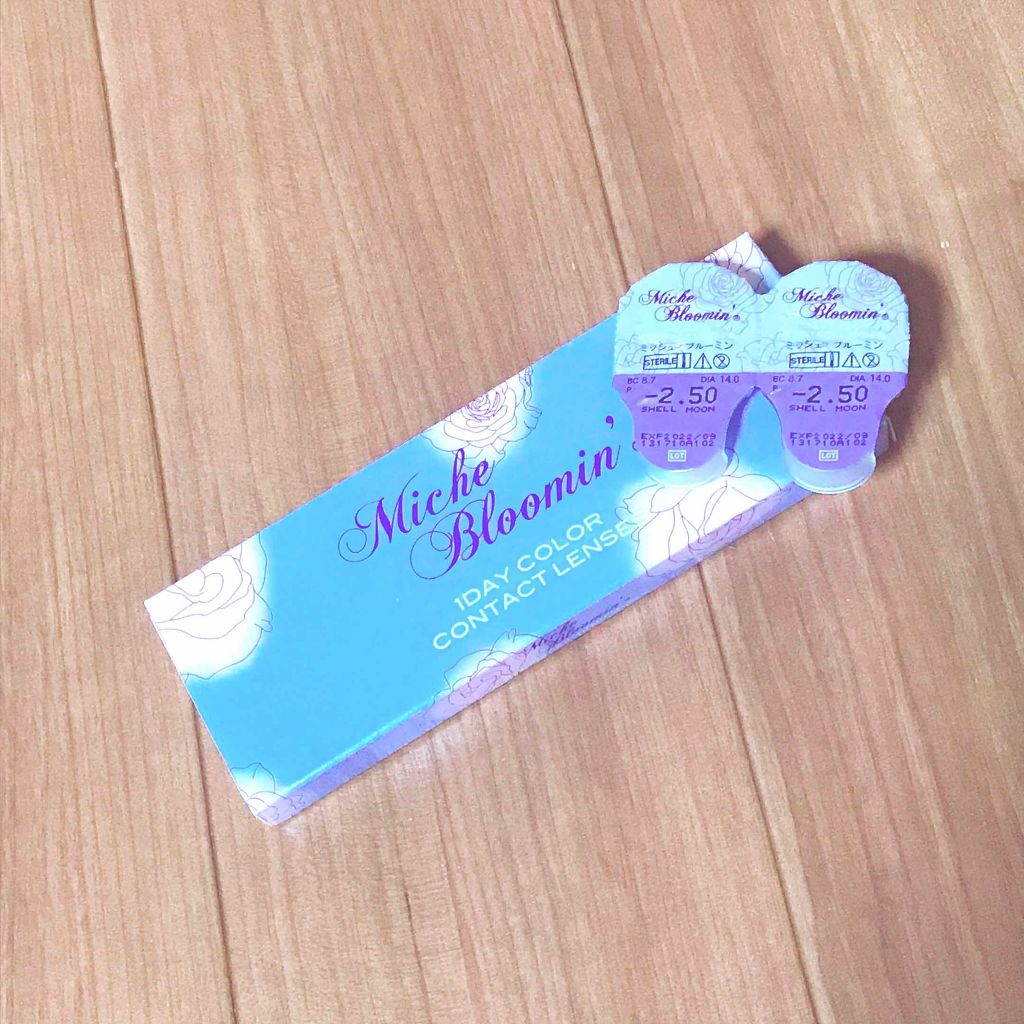 Miche
Bloomin'
1DAY COLOR
CONTACT LENSE
Miche
Bloomin'
Miche
Bloomin'
ミッシュ ブルーミン
STERILE
BC 8.7 DIA 14.0
P -2.50
SHELL MOON
EXP2022/09
131710A102
LOT
Miche
Bloomin'
ミッシュ ブルーミン
STERILE
BC 8.7 DIA 14.0
P -2.50
SHELL MOON
EXP2022/09
131710A102
LOT